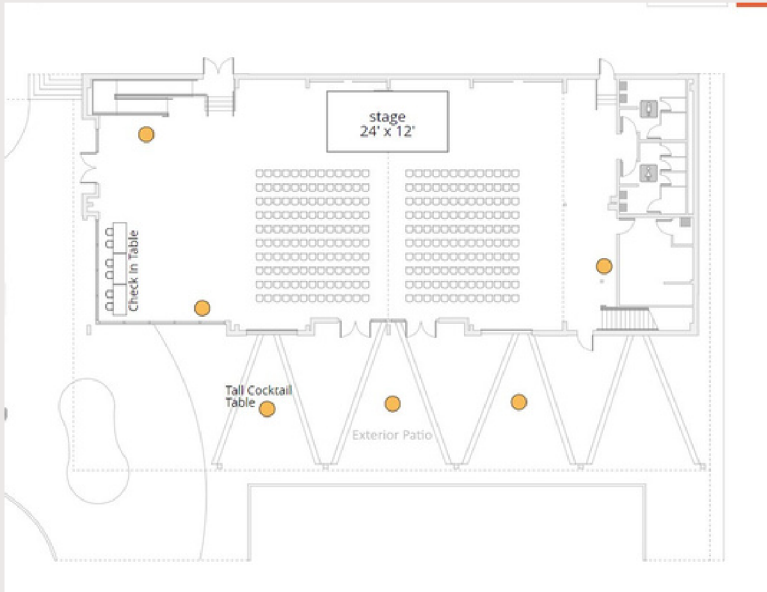 stage
24' x 12'
Check In Table
Tall Cocktail
Table
Exterior Patio